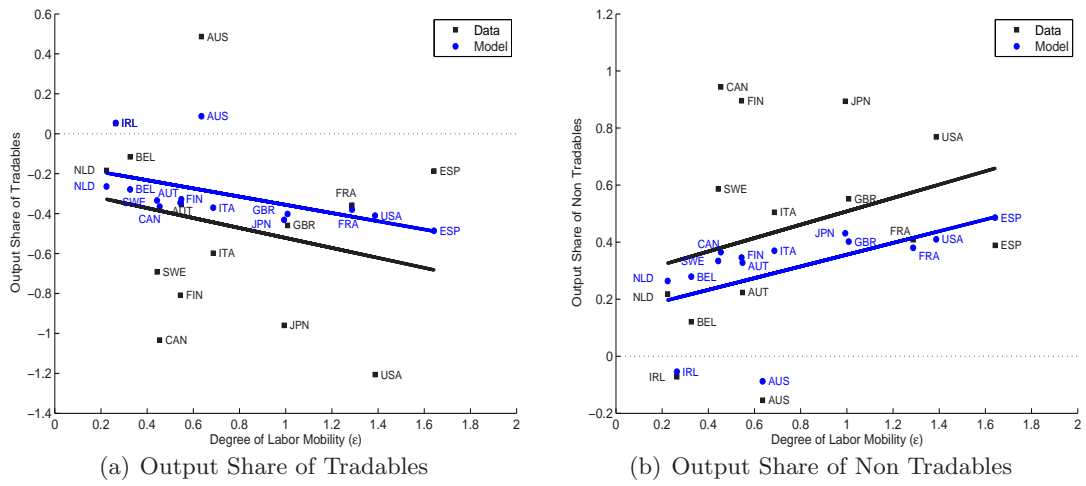 0.6
0.4
0.2
0
−0.2
−0.4
−0.6
−0.8
−1
−1.2
−1.4
Output Share of Tradables
0 0.2 0.4 0.6 0.8 1 1.2 1.4 1.6 1.8 2
Degree of Labor Mobility (ε)
Data
Model
AUS
IRL
AUS
BEL
NLD
NLD
BEL
AUT
FIN
SWE
AUT
CAN
ITA
GBR
JPN
GBR
FRA
FRA
USA
ESP
ESP
ITA
SWE
FIN
CAN
JPN
USA
(a) Output Share of Tradables
1.2
1
0.8
0.6
0.4
0.2
0
−0.2
Output Share of Non Tradables
0 0.2 0.4 0.6 0.8 1 1.2 1.4 1.6 1.8 2
Degree of Labor Mobility (ε)
Data
Model
CAN
FIN
JPN
USA
SWE
ITA
GBR
ESP
JPN
FRA
USA
GBR
ESP
FRA
CAN
SWE
FIN
AUT
ITA
NLD
BEL
NLD
AUT
BEL
IRL
IRL
AUS
AUS
(b) Output Share of Non Tradables